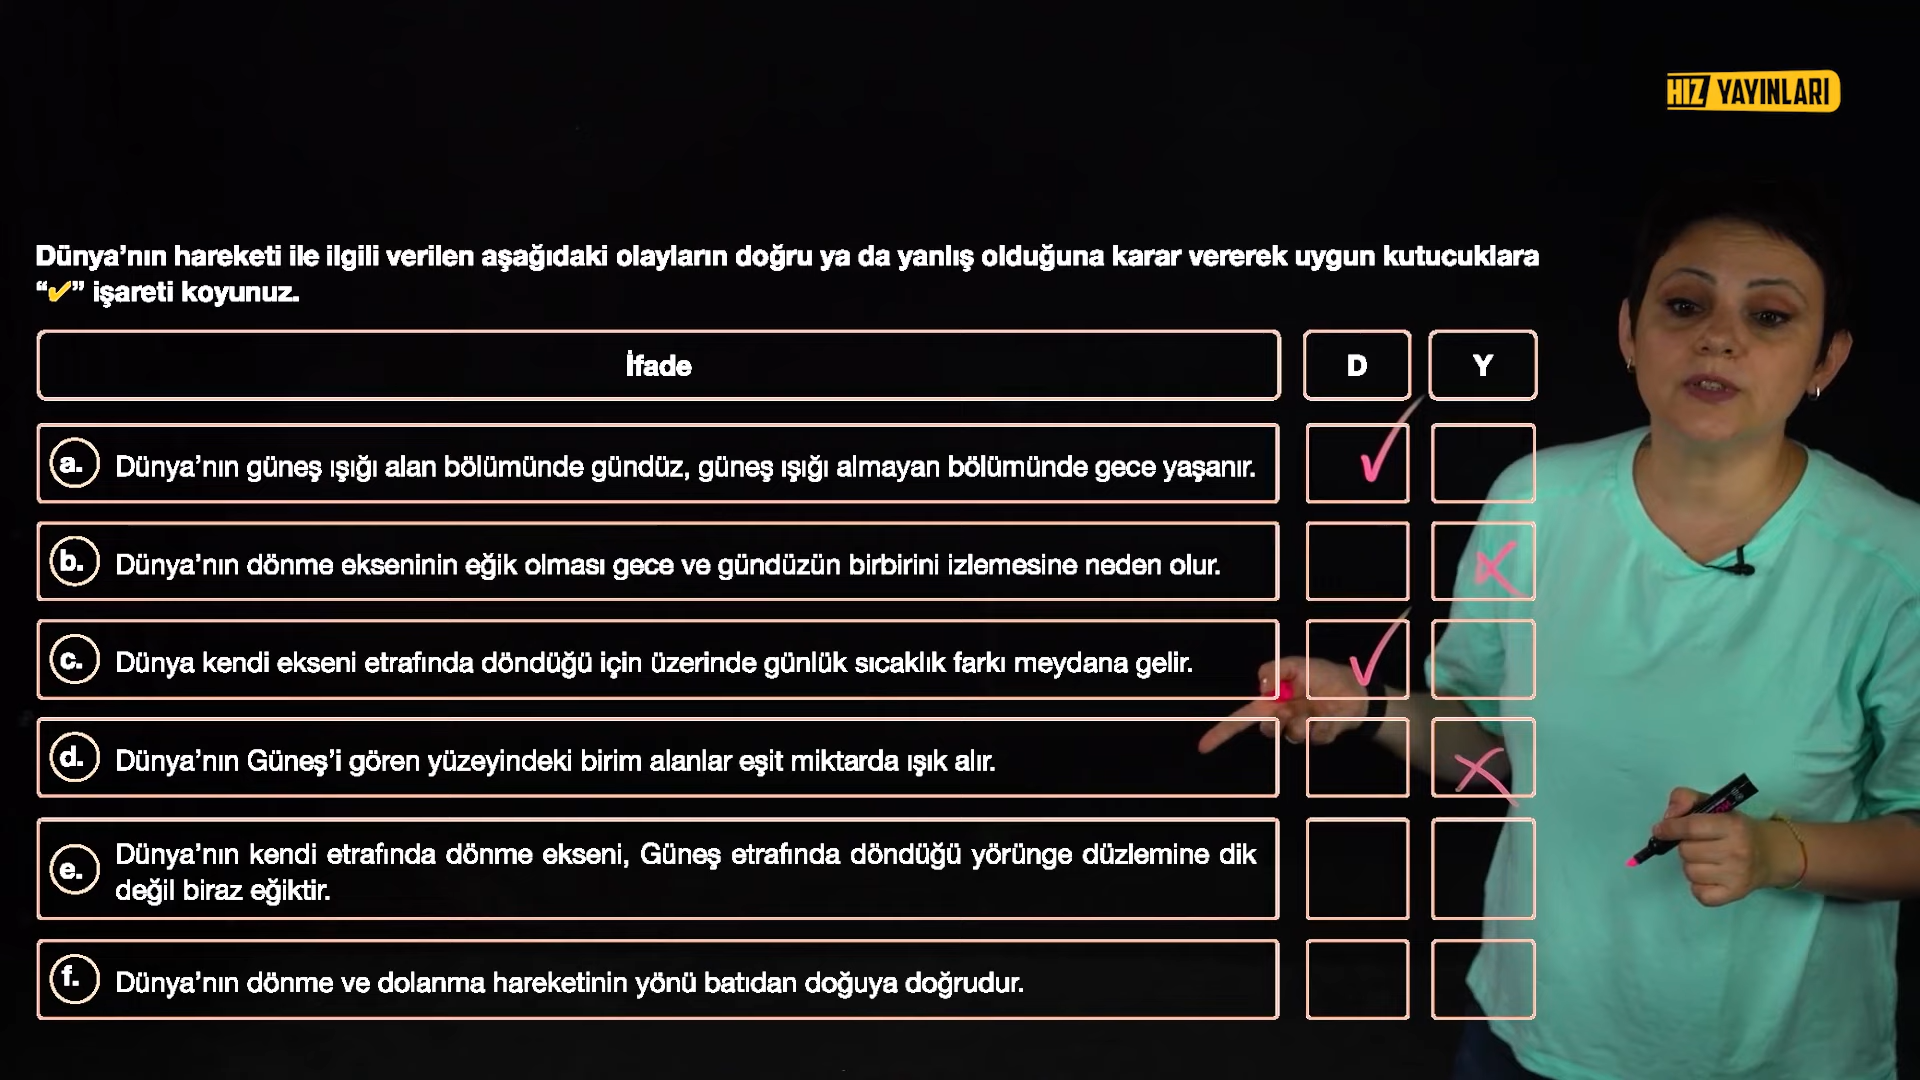 HIZ YAYINLARI
Dünya’nın hareketi ile ilgili verilen aşağıdaki olayların doğru ya da yanlış olduğuna karar vererek uygun kutucuklara
“✔” işareti koyunuz.
İfade D Y
a. Dünya’nın güneş ışığı alan bölümünde gündüz, güneş ışığı almayan bölümünde gece yaşanır.
b. Dünya’nın dönme ekseninin eğik olması gece ve gündüzün birbirini izlemesine neden olur.
c. Dünya kendi ekseni etrafında döndüğü için üzerinde günlük sıcaklık farkı meydana gelir.
d. Dünya’nın Güneş’i gören yüzeyindeki birim alanlar eşit miktarda ışık alır.
e. Dünya’nın kendi etrafında dönme ekseni, Güneş etrafında döndüğü yörünge düzlemine dik
değil biraz eğiktir.
f. Dünya’nın dönme ve dolanma hareketinin yönü batıdan doğuya doğrudur.